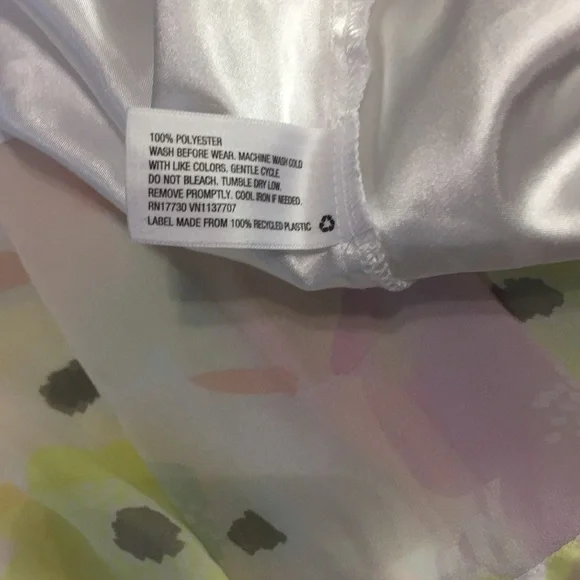 100% POLYESTER
WASH BEFORE WEAR. MACHINE WASH COLD
WITH LIKE COLORS, GENTLE CYCLE.
DO NOT BLEACH. TUMBLE DRY LOW.
REMOVE PROMPTLY. COOL IRON IF NEEDED.
RN17730 VN1137707
LABEL MADE FROM 100% RECYCLED PLASTIC